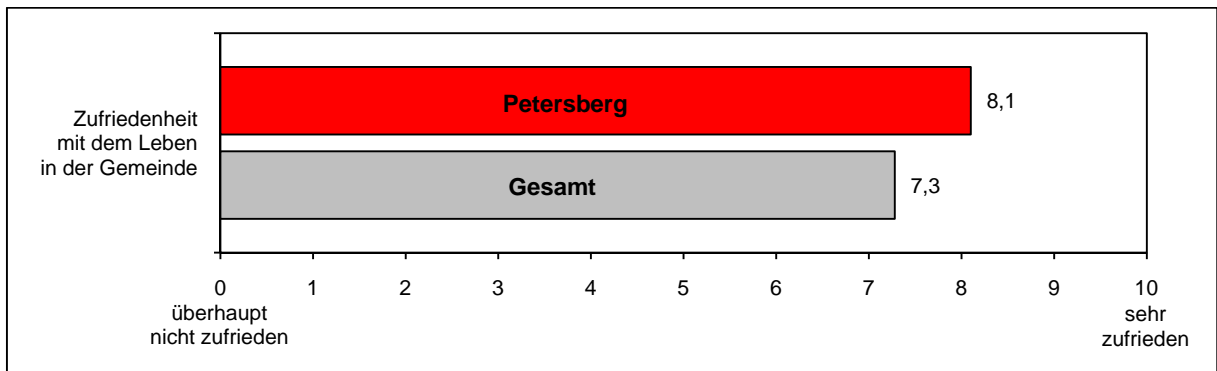 Zufriedenheit
mit dem Leben
in der Gemeinde
Petersberg
8,1
Gesamt
7,3
0 1 2 3 4 5 6 7 8 9 10
überhaupt
nicht zufrieden
sehr
zufrieden